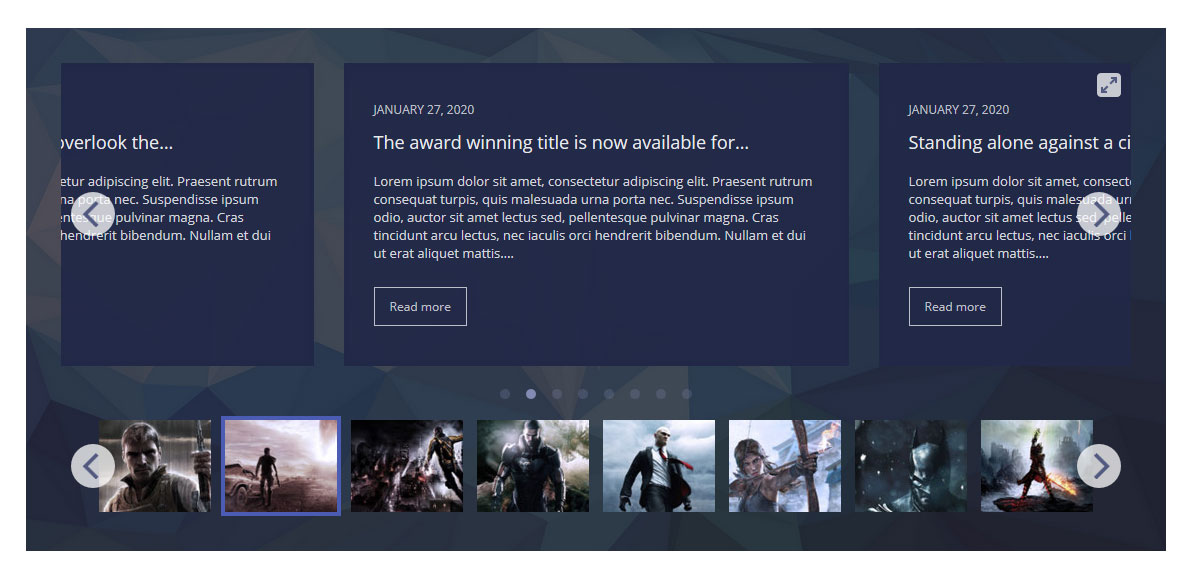 overlook the...
etur adipiscing elit. Praesent rutrum
na porta nec. Suspendisse ipsum
entesque pulvinar magna. Cras
hendrerit bibendum. Nullam et dui
JANUARY 27, 2020
The award winning title is now available for...
Lorem ipsum dolor sit amet, consectetur adipiscing elit. Praesent rutrum
consequat turpis, quis malesuada urna porta nec. Suspendisse ipsum
odio, auctor sit amet lectus sed, pellentesque pulvinar magna. Cras
tincidunt arcu lectus, nec iaculis orci hendrerit bibendum. Nullam et dui
ut erat aliquet mattis....
Read more
JANUARY 27, 2020
Standing alone against a ci
Lorem ipsum dolor sit amet, consect
consequat turpis, quis malesuada urn
odio, auctor sit amet lectus sed, pelle
tincidunt arcu lectus, nec iaculis orci
ut erat aliquet mattis....
Read more